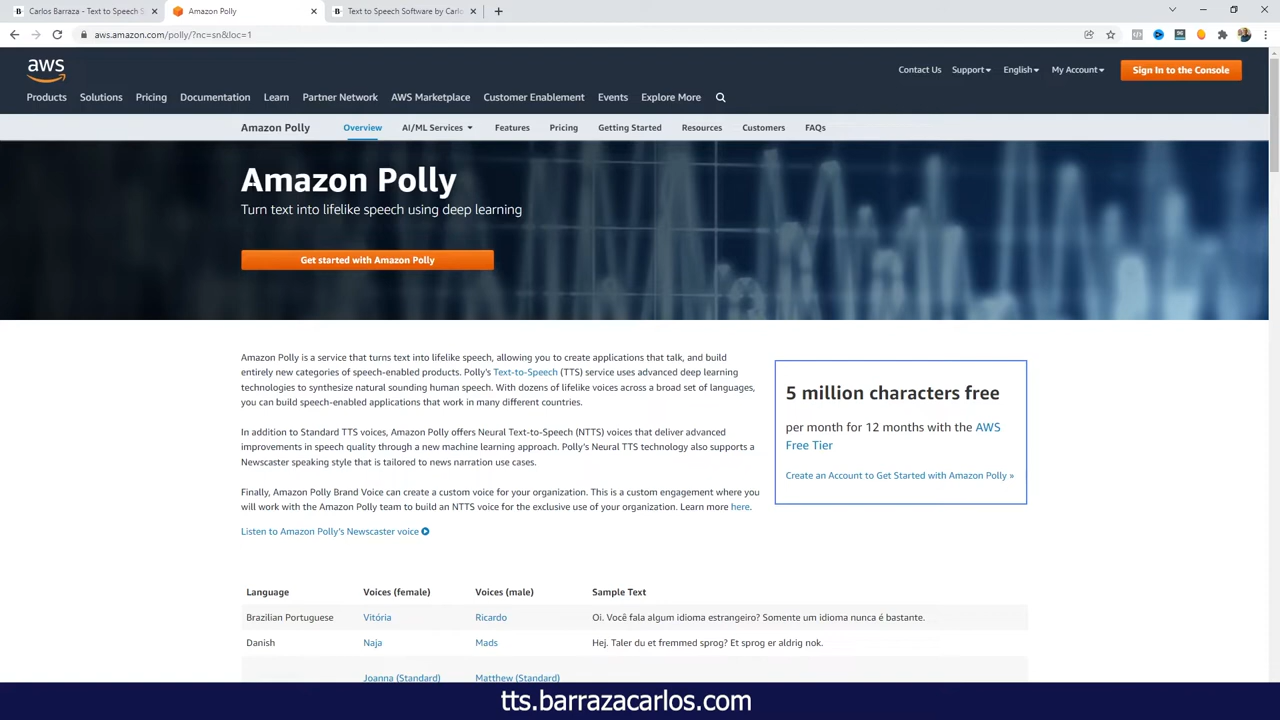 Carlos Barraza - Text to Speech S
Amazon Polly
Text to Speech Software by Carlo
aws.amazon.com/polly/?nc=sn&loc=1
aws
Contact Us Support English My Account Sign In to the Console
Products Solutions Pricing Documentation Learn Partner Network AWS Marketplace Customer Enablement Events Explore More
Amazon Polly Overview AI/ML Services Features Pricing Getting Started Resources Customers FAQs
Amazon Polly
Turn text into lifelike speech using deep learning
Get started with Amazon Polly
Amazon Polly is a service that turns text into lifelike speech, allowing you to create applications that talk, and build
entirely new categories of speech-enabled products. Polly's Text-to-Speech (TTS) service uses advanced deep learning
technologies to synthesize natural sounding human speech. With dozens of lifelike voices across a broad set of languages,
you can build speech-enabled applications that work in many different countries.
In addition to Standard TTS voices, Amazon Polly offers Neural Text-to-Speech (NTTS) voices that deliver advanced
improvements in speech quality through a new machine learning approach. Polly's Neural TTS technology also supports a
Newscaster speaking style that is tailored to news narration use cases.
Finally, Amazon Polly Brand Voice can create a custom voice for your organization. This is a custom engagement where you
will work with the Amazon Polly team to build an NTTS voice for the exclusive use of your organization. Learn more here.
Listen to Amazon Polly's Newscaster voice
5 million characters free
per month for 12 months with the AWS
Free Tier
Create an Account to Get Started with Amazon Polly »
Language Voices (female) Voices (male) Sample Text
Brazilian Portuguese Vitória Ricardo Oi. Você fala algum idioma estrangeiro? Somente um idioma nunca é bastante.
Danish Naja Mads Hej. Taler du et fremmed sprog? Et sprog er aldrig nok.
Joanna (Standard) Matthew (Standard)
tts.barrazacarlos.com